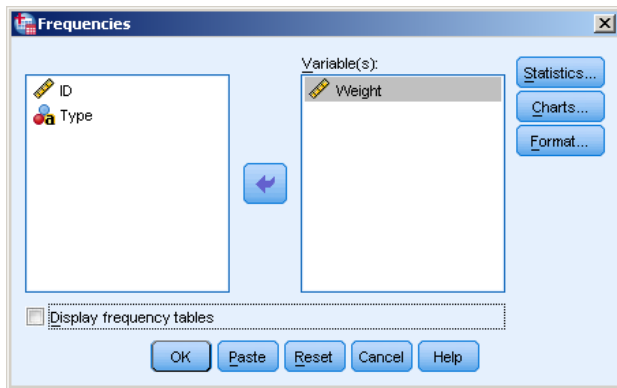 Frequencies
Variable(s):
ID
Type
Weight
Statistics...
Charts...
Format...
Display frequency tables
OK
Paste
Reset
Cancel
Help